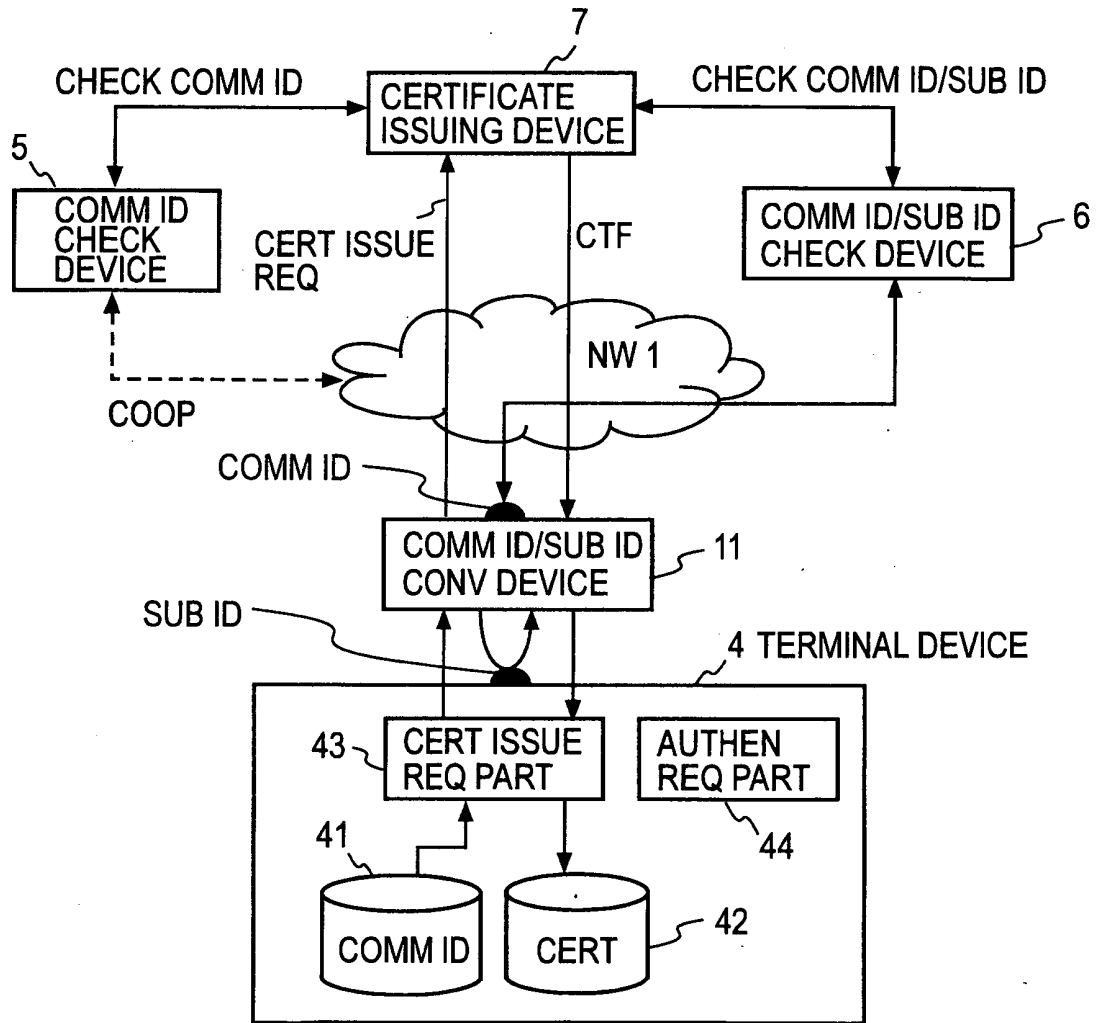 7
CHECK COMM ID
CERTIFICATE
ISSUING DEVICE
CHECK COMM ID/SUB ID
5
COMM ID
CHECK
DEVICE
CERT ISSUE
REQ
CTF
COMM ID/SUB ID
CHECK DEVICE
6
NW 1
COOP
COMM ID
COMM ID/SUB ID
CONV DEVICE
11
SUB ID
4 TERMINAL DEVICE
43
CERT ISSUE
REQ PART
AUTHEN
REQ PART
44
41
COMM ID
CERT
42